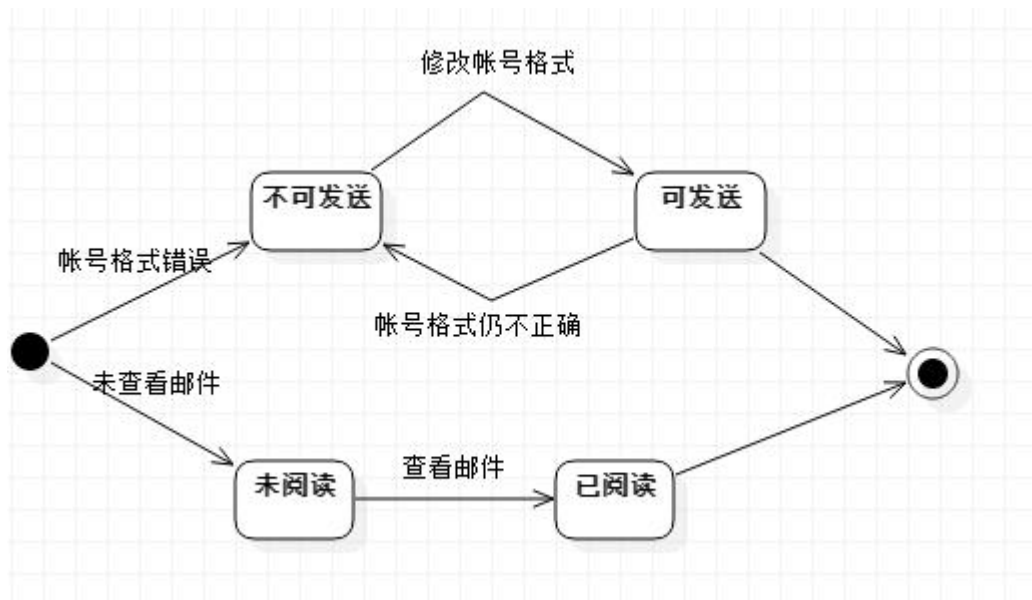 修改帐号格式
不可发送
可发送
帐号格式错误
帐号格式仍不正确
未查看邮件
查看邮件
未阅读
已阅读